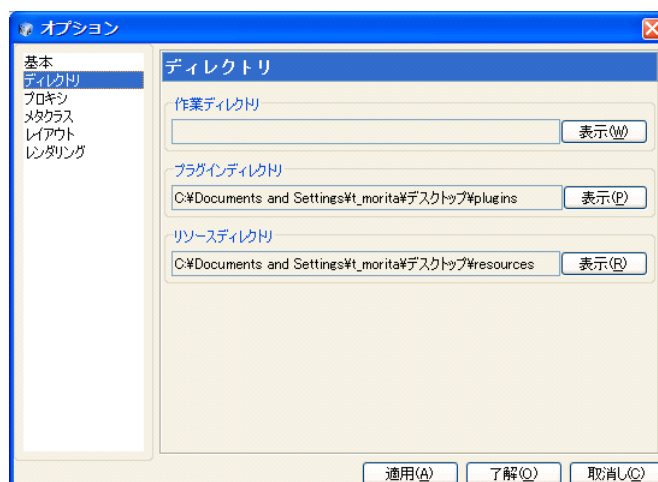 オプション
基本
ディレクトリ
プロキシ
メタクラス
レイアウト
レンダリング
ディレクトリ
作業ディレクトリ
表示(W)
プラグインディレクトリ
C:¥Documents and Settings¥t_morita¥デスクトップ¥plugins
表示(P)
リソースディレクトリ
C:¥Documents and Settings¥t_morita¥デスクトップ¥resources
表示(R)
適用(A)
了解(O)
取消し(C)